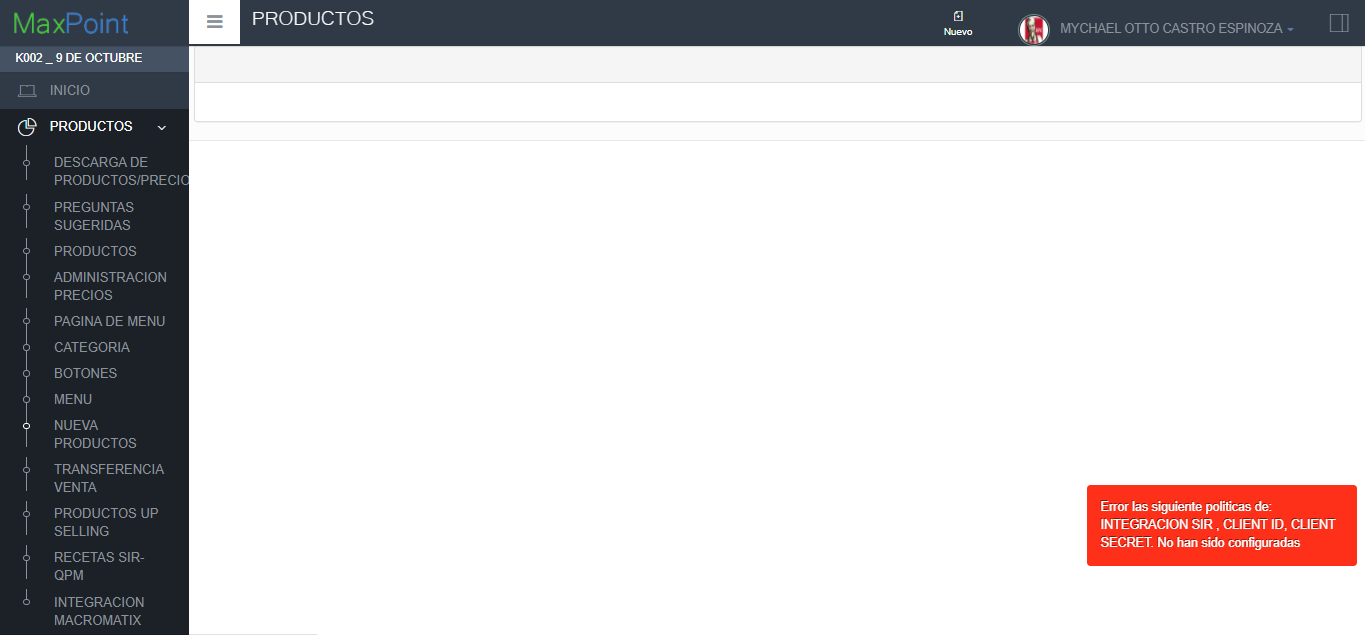 MaxPoint
PRODUCTOS
Nuevo
MYCHAEL OTTO CASTRO ESPINOZA
K002 _ 9 DE OCTUBRE
INICIO
PRODUCTOS
DESCARGA DE
PRODUCTOS/PRECIO
PREGUNTAS
SUGERIDAS
PRODUCTOS
ADMINISTRACION
PRECIOS
PAGINA DE MENU
CATEGORIA
BOTONES
MENU
NUEVA
PRODUCTOS
TRANSFERENCIA
VENTA
PRODUCTOS UP
SELLING
RECETAS SIR-
QPM
INTEGRACION
MACROMATIX
Error las siguiente politicas de:
INTEGRACION SIR , CLIENT ID, CLIENT
SECRET. No han sido configuradas